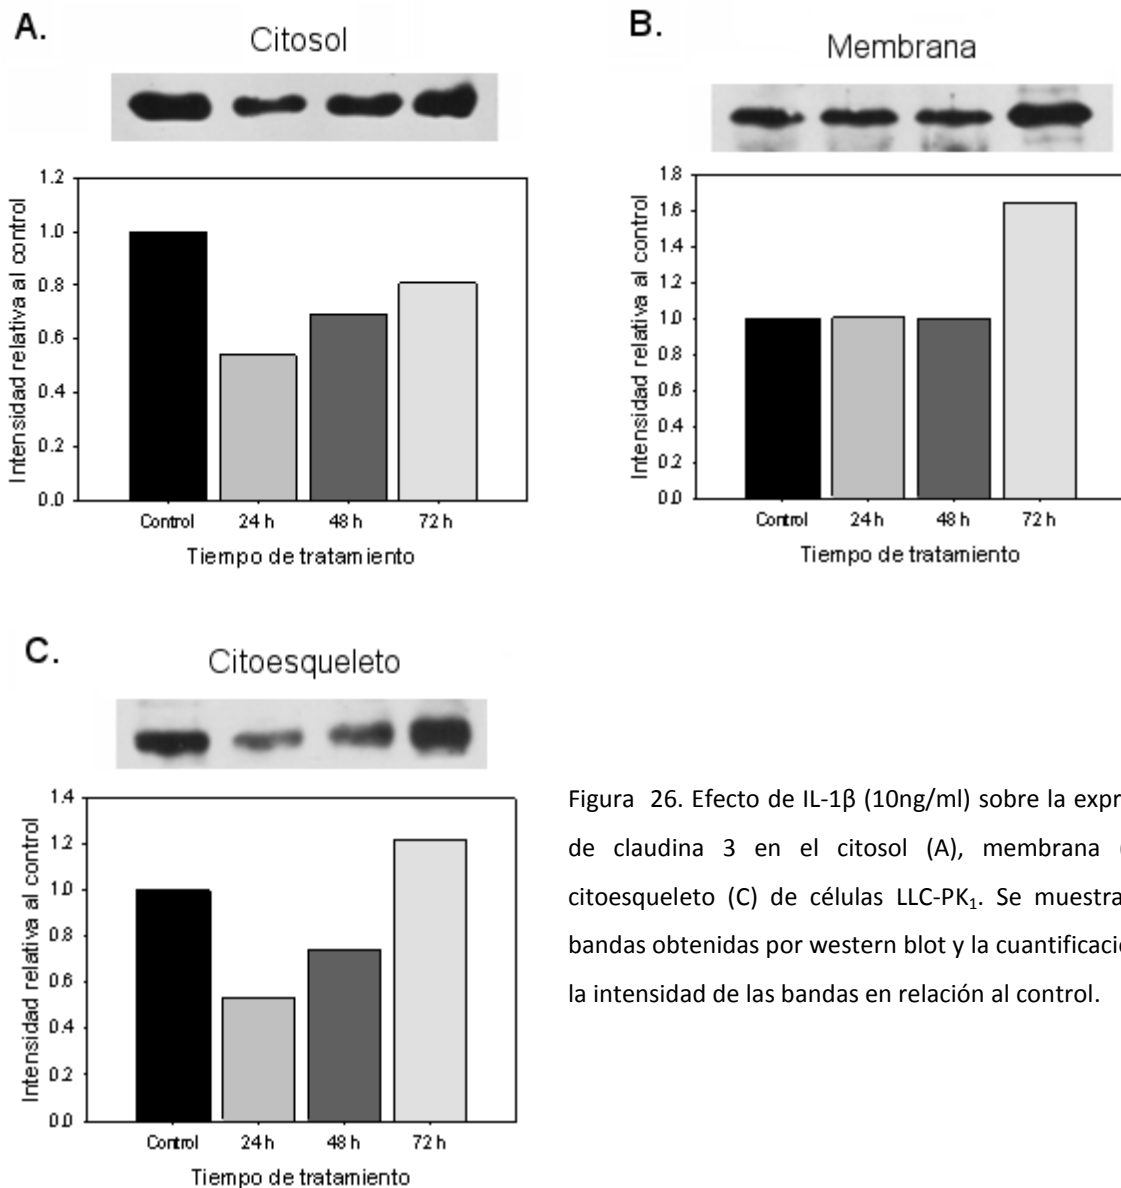 A.
Citosol
Intensidad relativa al control
1.2
1.0
0.8
0.6
0.4
0.2
0.0
Control 24 h 48 h 72 h
Tiempo de tratamiento
B.
Membrana
Intensidad relativa al control
1.8
1.6
1.4
1.2
1.0
0.8
0.6
0.4
0.2
0.0
Control 24 h 48 h 72 h
Tiempo de tratamiento
C.
Citoesqueleto
Intensidad relativa al control
1.4
1.2
1.0
0.8
0.6
0.4
0.2
0.0
Control 24 h 48 h 72 h
Tiempo de tratamiento
Figura 26. Efecto de IL-1β (10ng/ml) sobre la expr
de claudina 3 en el citosol (A), membrana (
citoesqueleto (C) de células LLC-PK₁. Se muestra
bandas obtenidas por western blot y la cuantificaci
la intensidad de las bandas en relación al control.